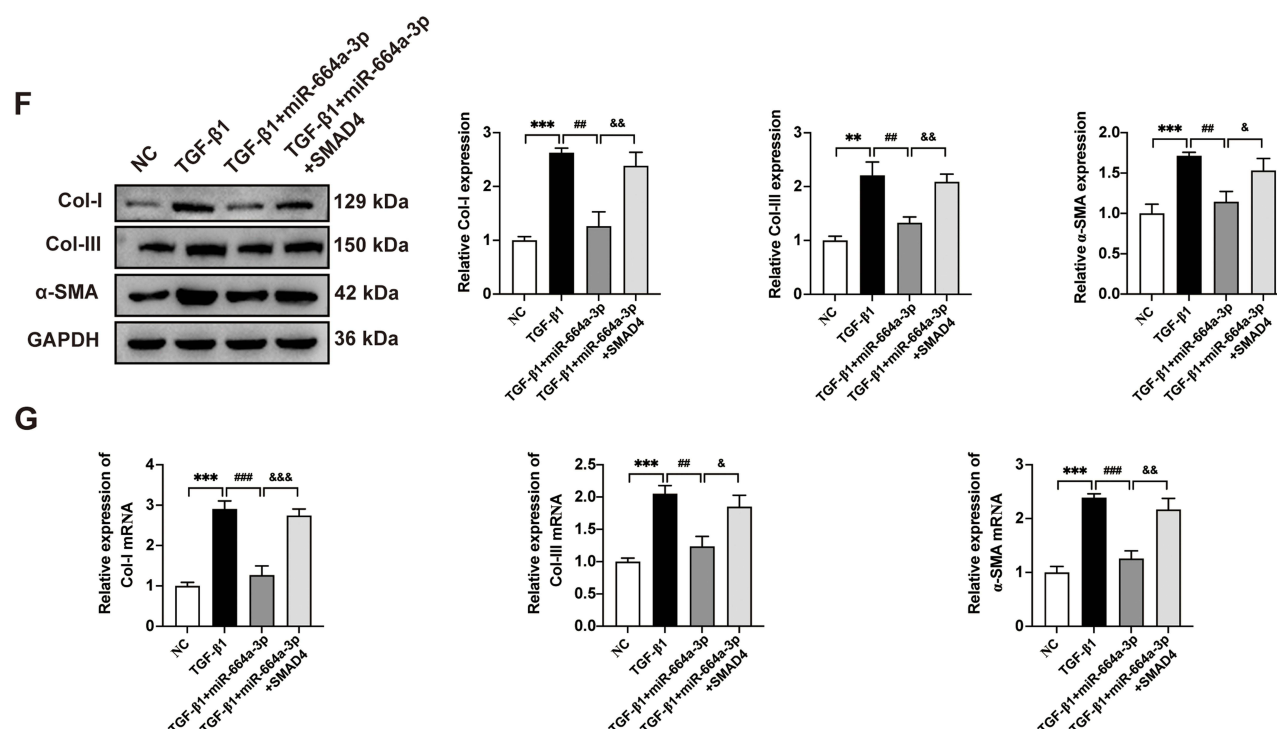 F
NC
TGF-β1
TGF-β1+miR-664a-3p
TGF-β1+miR-664a-3p
+SMAD4
Col-I
129 kDa
Col-III
150 kDa
α-SMA
42 kDa
GAPDH
36 kDa
Relative Col-I expression
3
2
1
0
***
##
&&
NC
TGF-β1
TGF-β1+miR-664a-3p
TGF-β1+miR-664a-3p
+SMAD4
Relative Col-III expression
3
2
1
0
**
##
&&
NC
TGF-β1
TGF-β1+miR-664a-3p
TGF-β1+miR-664a-3p
+SMAD4
Relative α-SMA expression
2.0
1.5
1.0
0.5
0.0
***
##
&
NC
TGF-β1
TGF-β1+miR-664a-3p
TGF-β1+miR-664a-3p
+SMAD4
G
Relative expression of
Col-I mRNA
4
3
2
1
0
***
###
&&&
NC
TGF-β1
TGF-β1+miR-664a-3p
TGF-β1+miR-664a-3p
+SMAD4
Relative expression of
Col-III mRNA
2.5
2.0
1.5
1.0
0.5
0.0
***
##
&
NC
TGF-β1
TGF-β1+miR-664a-3p
TGF-β1+miR-664a-3p
+SMAD4
Relative expression of
α-SMA mRNA
3
2
1
0
***
###
&&
NC
TGF-β1
TGF-β1+miR-664a-3p
TGF-β1+miR-664a-3p
+SMAD4